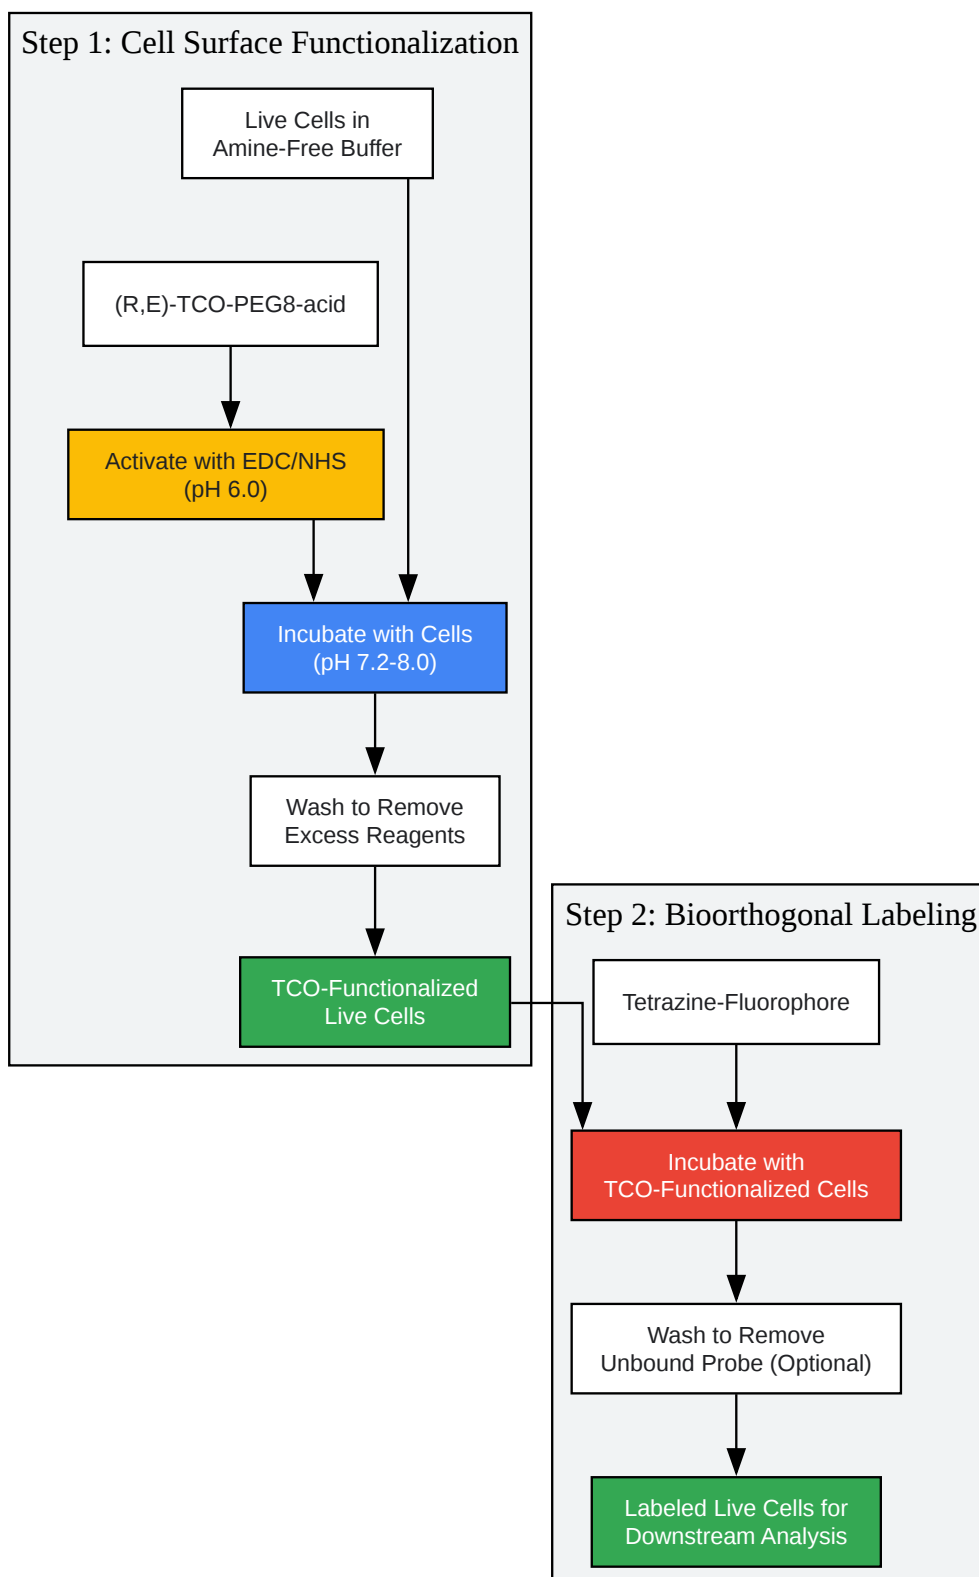 Step 1: Cell Surface Functionalization
Live Cells in
Amine-Free Buffer
(R,E)-TCO-PEG8-acid
Activate with EDC/NHS
(pH 6.0)
Incubate with Cells
(pH 7.2-8.0)
Wash to Remove
Excess Reagents
TCO-Functionalized
Live Cells
Step 2: Bioorthogonal Labeling
Tetrazine-Fluorophore
Incubate with
TCO-Functionalized Cells
Wash to Remove
Unbound Probe (Optional)
Labeled Live Cells for
Downstream Analysis